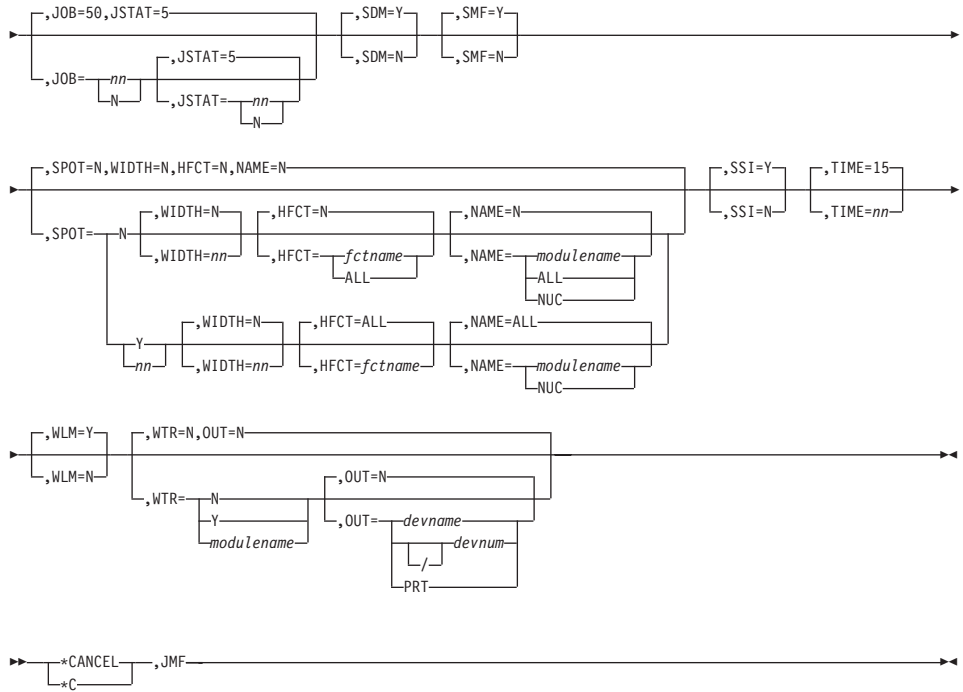 ,JOB=50,JSTAT=5 ,SDM=Y ,SMF=Y
,JSTAT=5 ,SDM=N ,SMF=N
,JOB= nn
N ,JSTAT= nn
N
,SPOT=N,WIDTH=N,HFCT=N,NAME=N ,SSI=Y ,TIME=15
,WIDTH=N ,HFCT=N ,NAME=N ,SSI=N ,TIME=nn
,SPOT= N
,WIDTH=nn ,HFCT= fctname ,NAME= modulename
ALL ALL
NUC
,WIDTH=N ,HFCT=ALL ,NAME=ALL
Y
nn ,WIDTH=nn ,HFCT=fctname ,NAME= modulename
NUC
,WLM=Y ,WTR=N,OUT=N
,WLM=N ,OUT=N
,WTR= N
Y ,OUT= devname
modulename devnum
/
PRT
*CANCEL ,JMF
*C